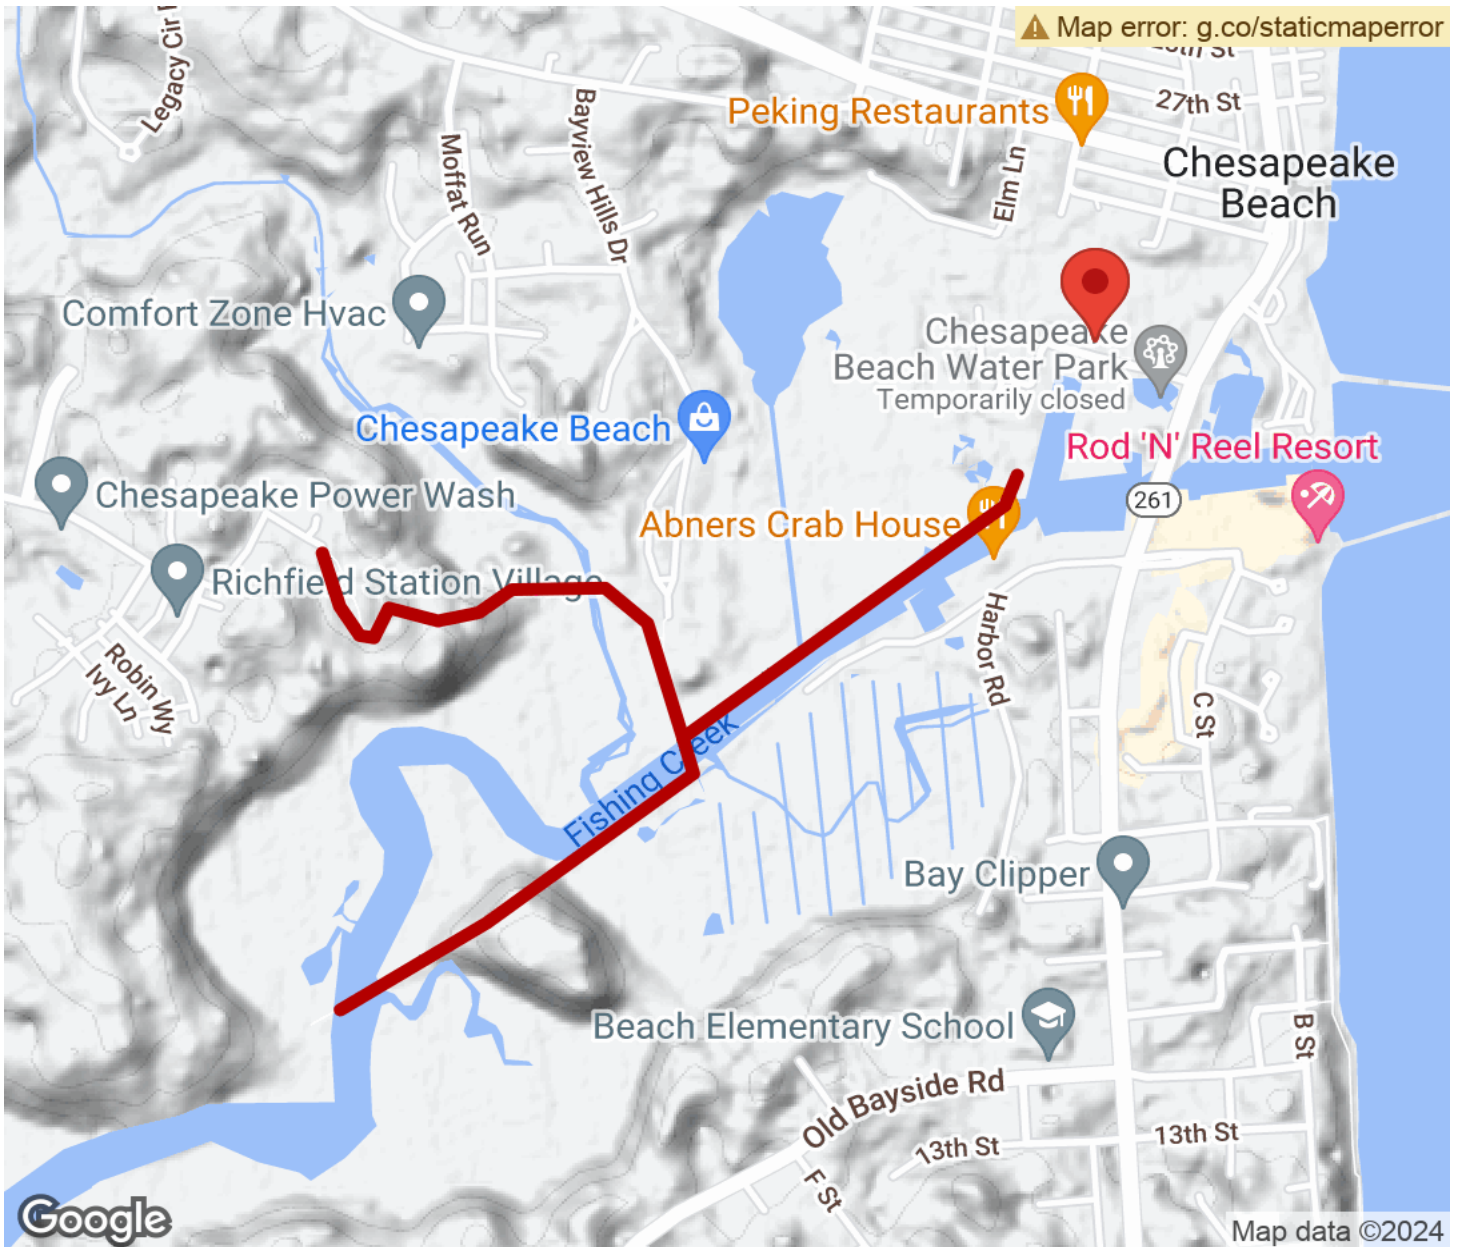 Map error: g.co/staticmaperror
Legacy Cir
27th St
Peking Restaurants
Bayview Hills Dr
Moffat Run
Elm Ln
Chesapeake
Beach
Comfort Zone Hvac
Chesapeake
Beach Water Park
Temporarily closed
Chesapeake Beach
Rod 'N' Reel Resort
Chesapeake Power Wash
261
Abners Crab House
Richfield Station Village
Harbor Rd
Robin Wy
Ivy Ln
C St
Fishing Creek
Bay Clipper
Beach Elementary School
B St
Old Bayside Rd
13th St
13th St
F St
Google
Map data ©2024